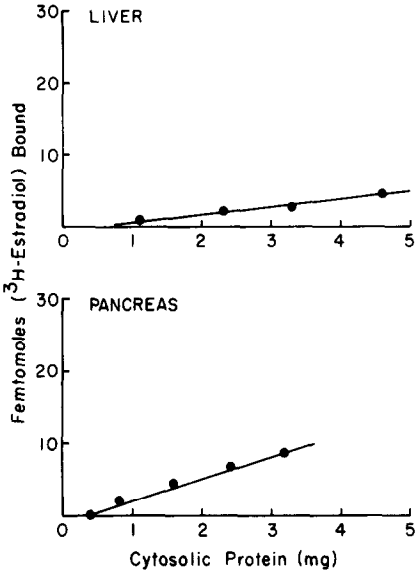 LIVER
30
20
10
0 1 2 3 4 5
Femtomoles (³H-Estradiol) Bound
PANCREAS
30
20
10
0
0 1 2 3 4 5
Cytosolic Protein (mg)